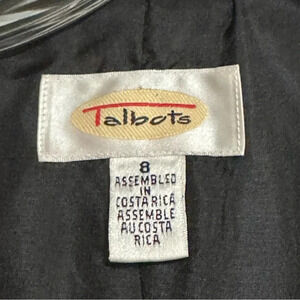 Talbots
8
ASSEMBLED
IN
COSTA RICA
ASSEMBLE
AU COSTA
RICA